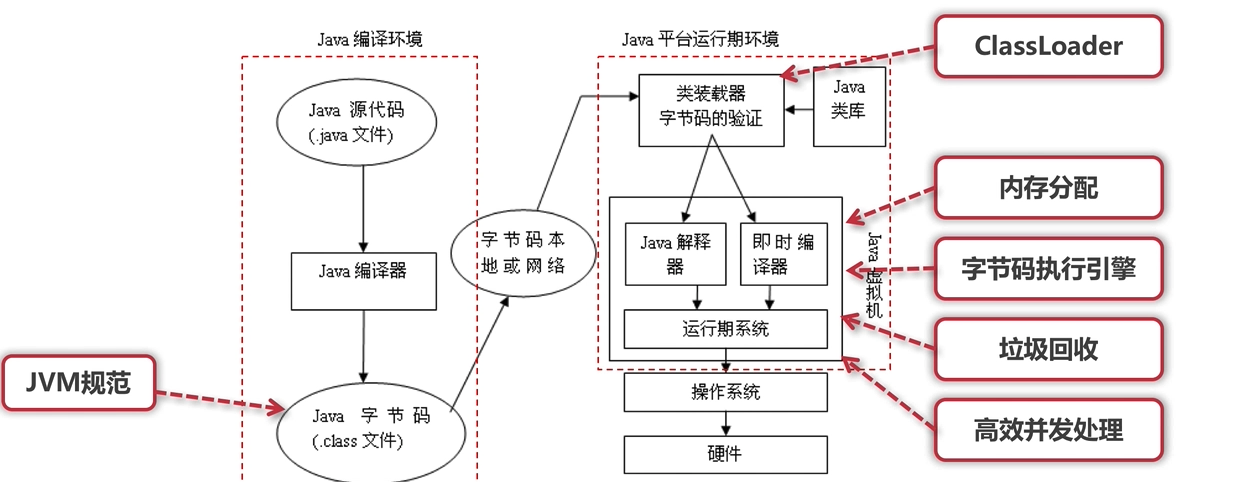 Java 编译环境
Java 源代码
(.java 文件)
Java 编译器
Java 字节码
(.class 文件)
JVM规范
字节码本
地或网络
Java 平台运行期环境
类装载器
字节码的验证
Java
类库
Java 解释
器
即时编
译器
运行期系统
Java 虚拟机
操作系统
硬件
ClassLoader
内存分配
字节码执行引擎
垃圾回收
高效并发处理